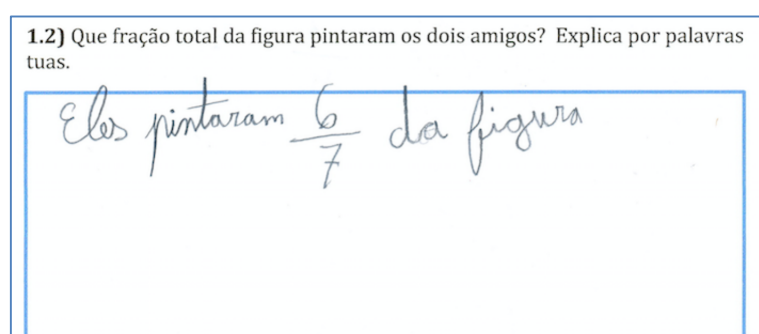 1.2) Que fração total da figura pintaram os dois amigos? Explica por palavras
tuas.
Eles pintaram 6/7 da figura